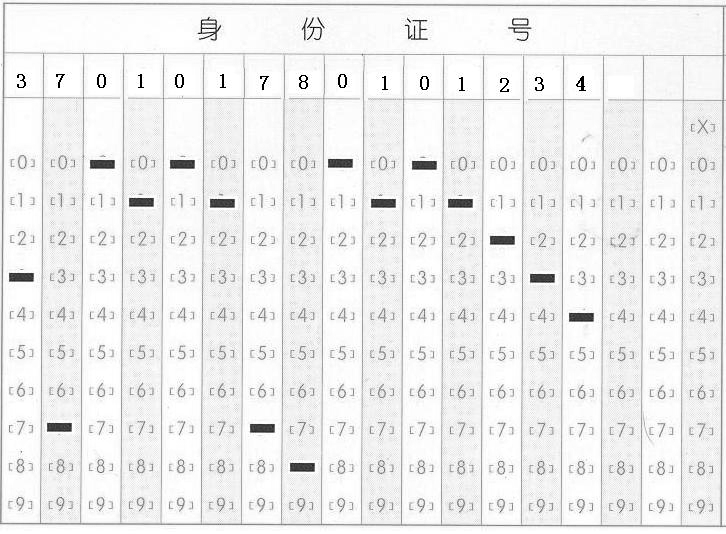 身 份 证 号
3 7 0 1 0 1 7 8 0 1 0 1 2 3 4
[X]
[0] [0] [0] [0] [0] [0] [0] [0] [0] [0] [0] [0] [0] [0]
[1] [1] [1] [1] [1] [1] [1] [1] [1] [1] [1] [1] [1] [1]
[2] [2] [2] [2] [2] [2] [2] [2] [2] [2] [2] [2] [2] [2] [2] [2] [2]
[3] [3] [3] [3] [3] [3] [3] [3] [3] [3] [3] [3] [3] [3] [3] [3]
[4] [4] [4] [4] [4] [4] [4] [4] [4] [4] [4] [4] [4] [4] [4] [4] [4]
[5] [5] [5] [5] [5] [5] [5] [5] [5] [5] [5] [5] [5] [5] [5] [5] [5] [5]
[6] [6] [6] [6] [6] [6] [6] [6] [6] [6] [6] [6] [6] [6] [6] [6] [6] [6]
[7] [7] [7] [7] [7] [7] [7] [7] [7] [7] [7] [7] [7] [7] [7] [7]
[8] [8] [8] [8] [8] [8] [8] [8] [8] [8] [8] [8] [8] [8] [8] [8] [8]
[9] [9] [9] [9] [9] [9] [9] [9] [9] [9] [9] [9] [9] [9] [9] [9] [9] [9]